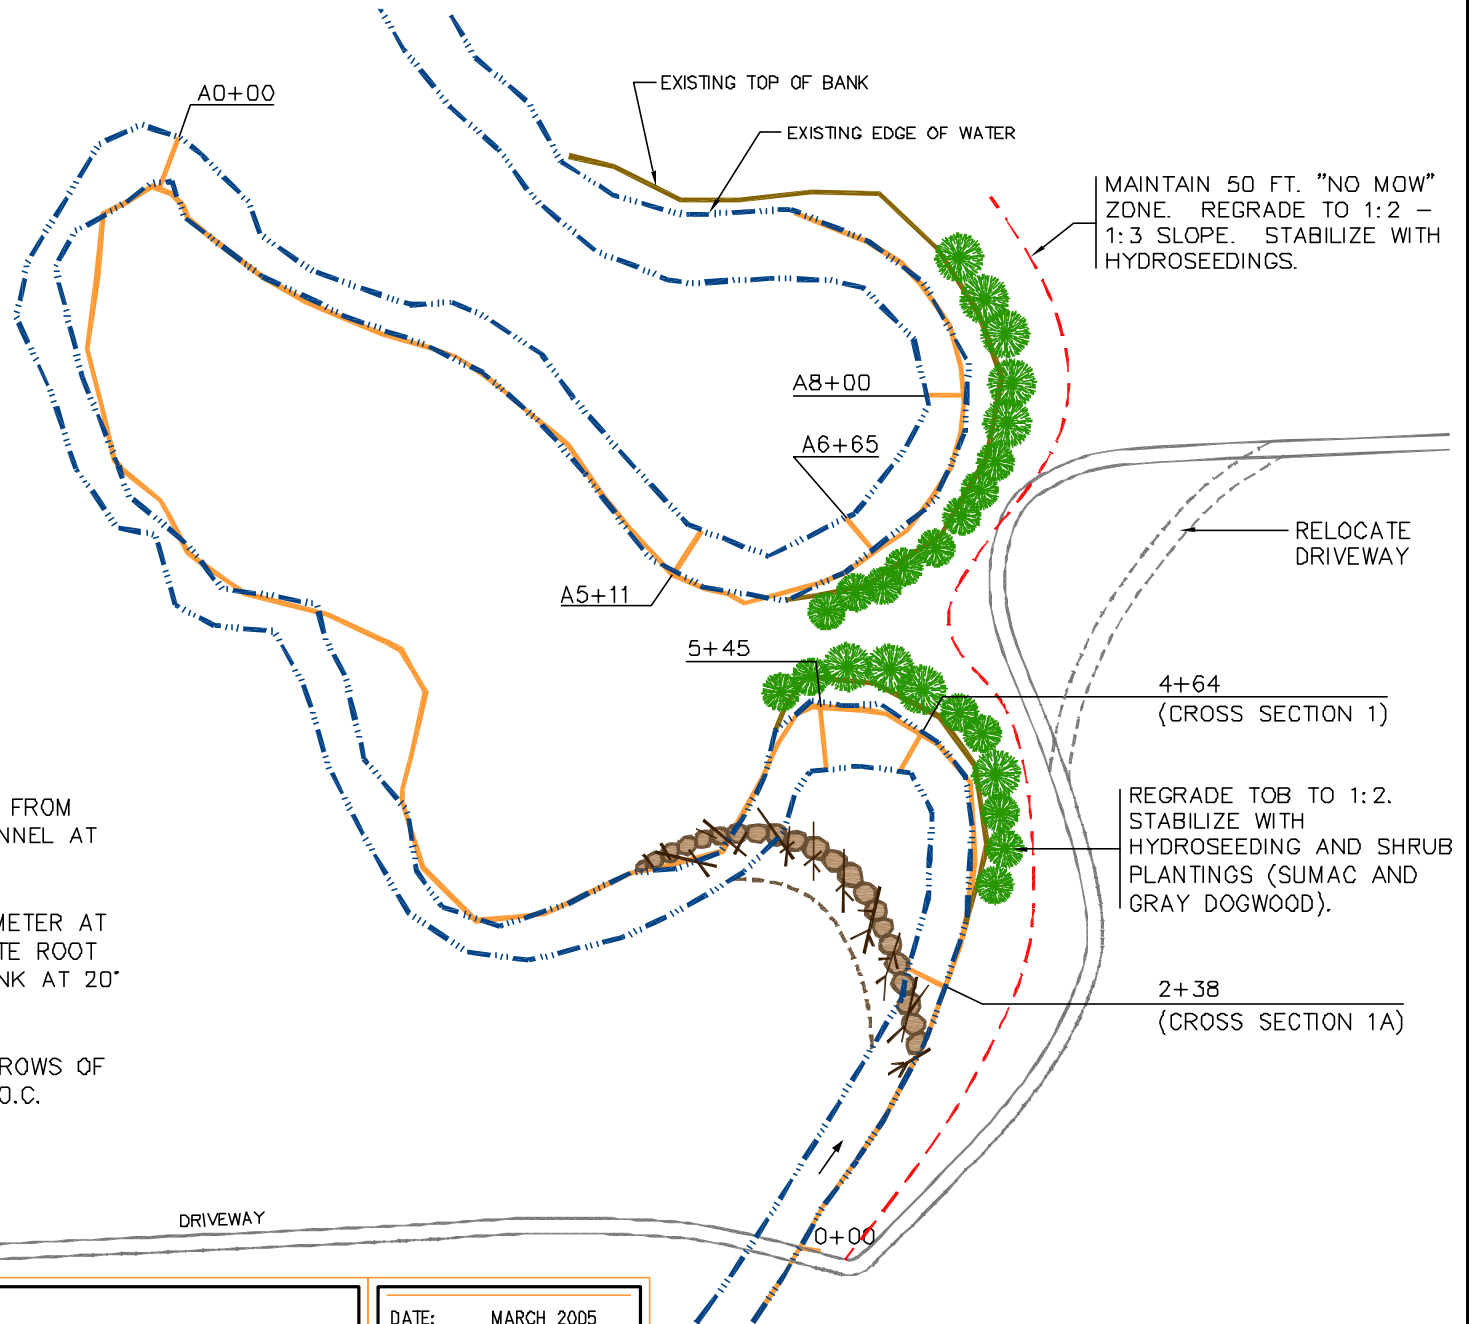 A0+00
EXISTING TOP OF BANK
EXISTING EDGE OF WATER
MAINTAIN 50 FT. "NO MOW"
ZONE. REGRADE TO 1:2 –
1:3 SLOPE. STABILIZE WITH
HYDROSEEDINGS.
A8+00
A6+65
RELOCATE
DRIVEWAY
A5+11
5+45
4+64
(CROSS SECTION 1)
FROM
NNEL AT
REGRADE TOB TO 1:2.
STABILIZE WITH
HYDROSEEDING AND SHRUB
PLANTINGS (SUMAC AND
GRAY DOGWOOD).
METER AT
TE ROOT
NK AT 20°
2+38
(CROSS SECTION 1A)
ROWS OF
O.C.
DRIVEWAY
0+00
DATE: MARCH 2005